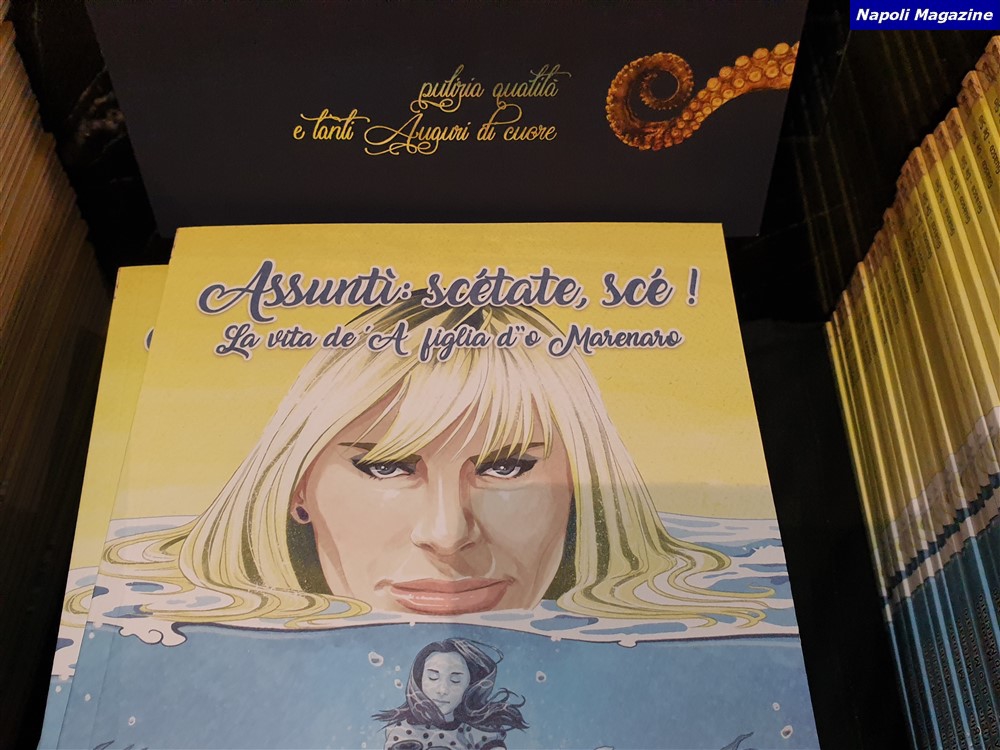 Napoli Magazine
pulizia qualità
e tanti Auguri di cuore
Assuntì: scétate, scé !
La vita de 'A figlia d''o Marenaro